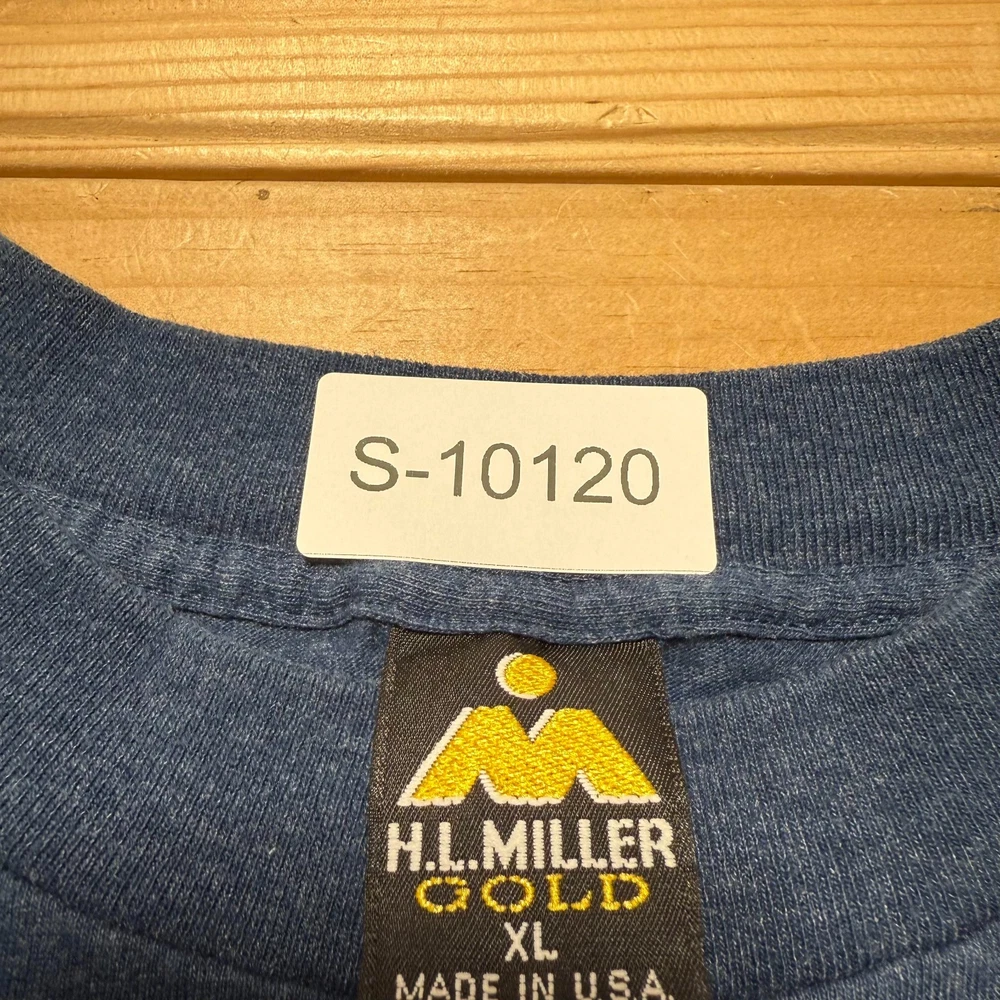 S-10120
H.L.MILLER
GOLD
XL
MADE IN U.S.A.